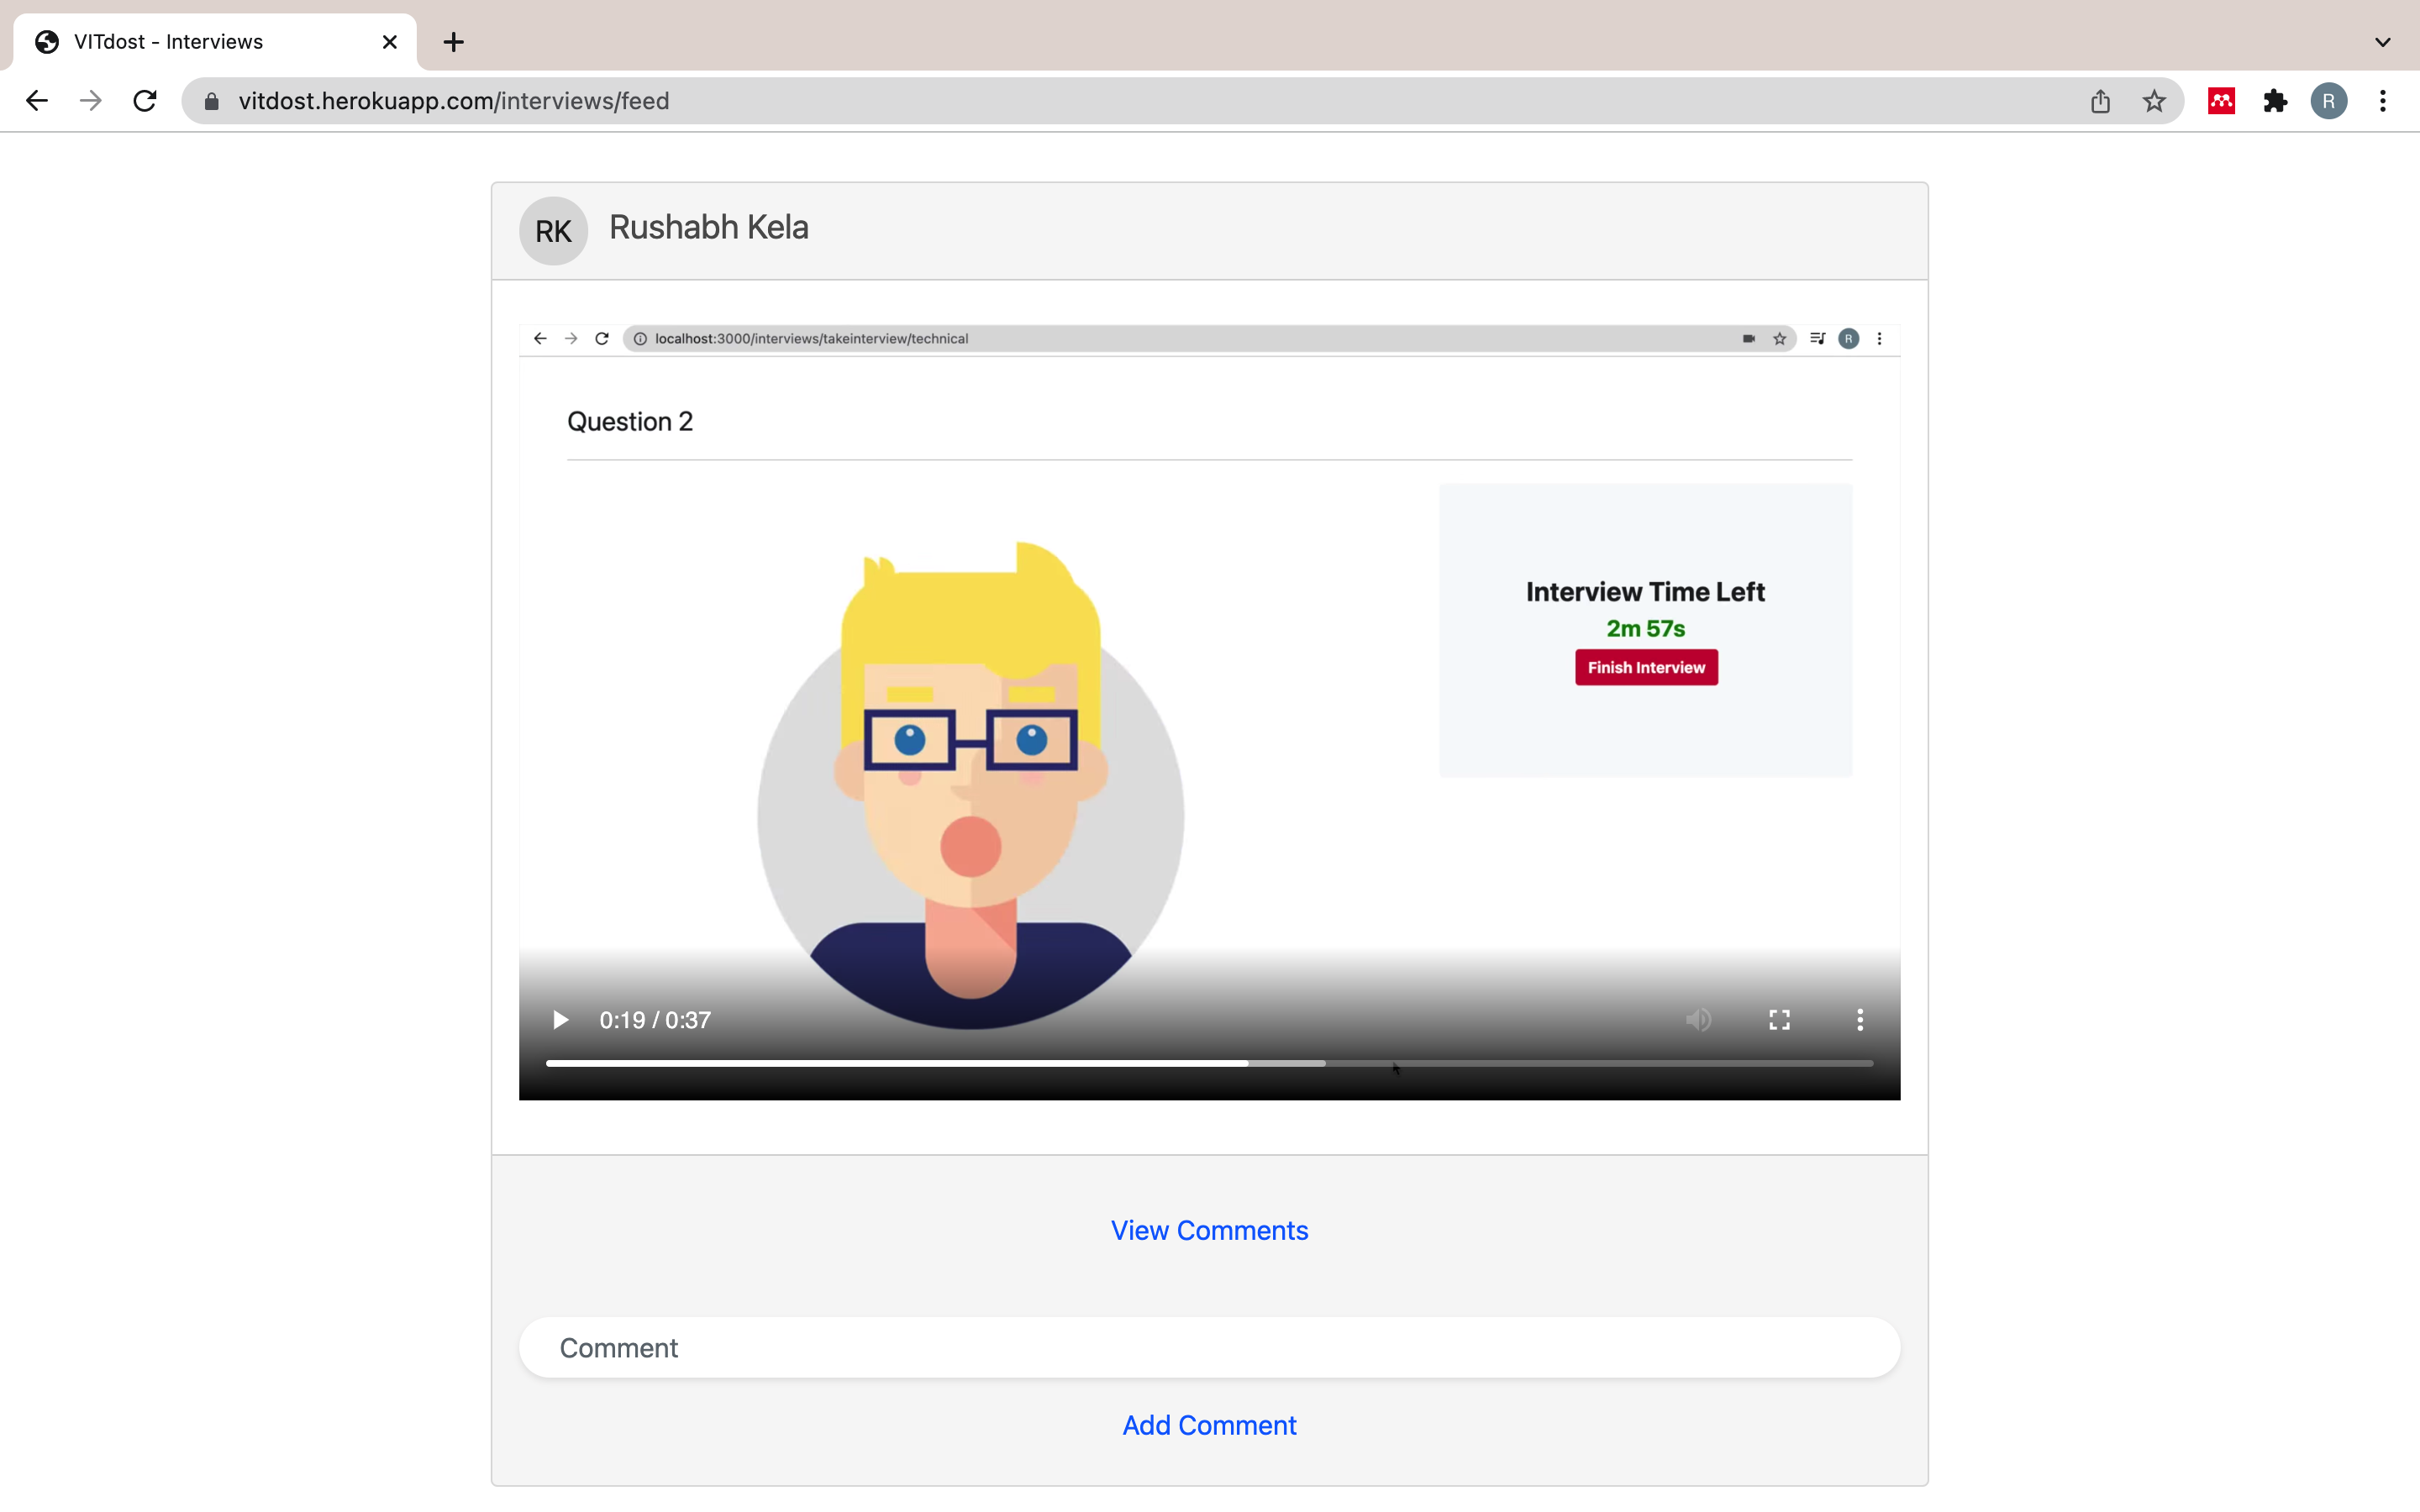 VITdost - Interviews
vitdost.herokuapp.com/interviews/feed
R
RK
Rushabh Kela
localhost:3000/interviews/takeinterview/technical
R
Question 2
Interview Time Left
2m 57s
Finish Interview
0:19 / 0:37
View Comments
Comment
Add Comment